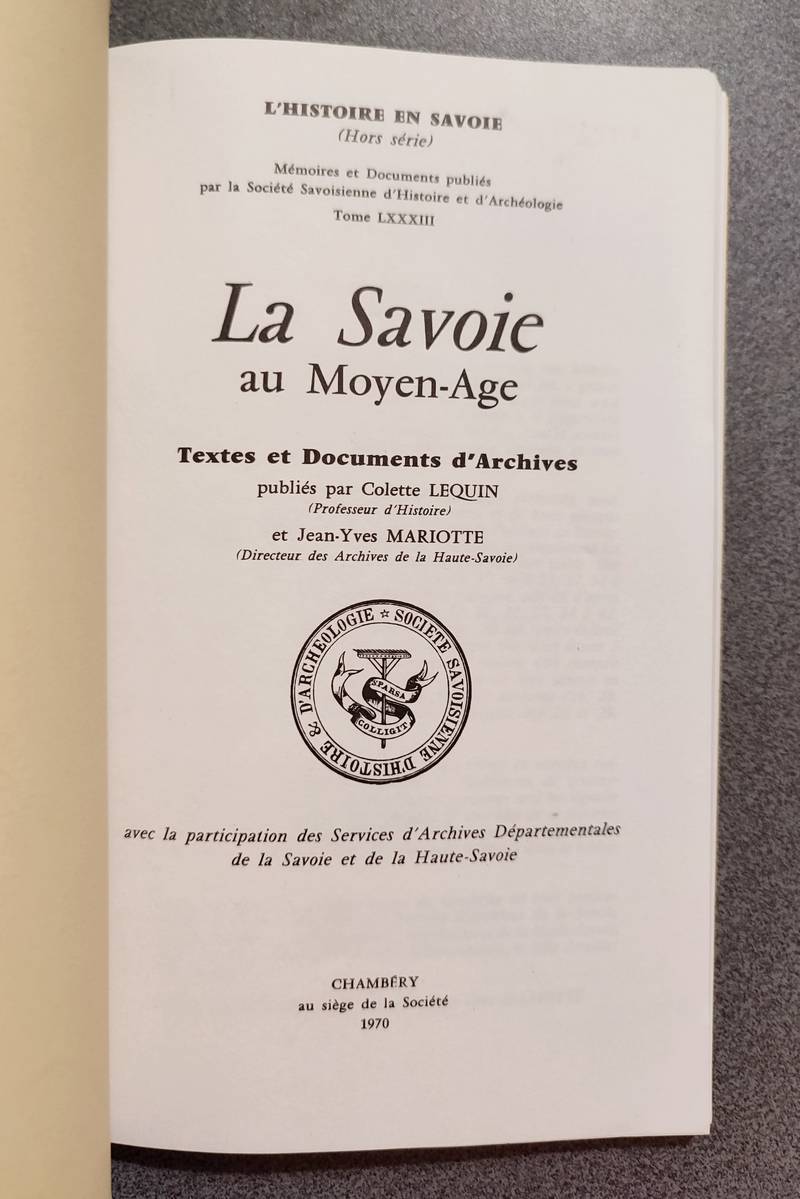 L'HISTOIRE EN SAVOIE
(Hors série)
Mémoires et Documents publiés
par la Société Savoisienne d'Histoire et d'Archéologie
Tome LXXXIII
La Savoie
au Moyen-Age
Textes et Documents d'Archives
publiés par Colette LEQUIN
(Professeur d'Histoire)
et Jean-Yves MARIOTTE
(Directeur des Archives de la Haute-Savoie)
SOCIETE SAVOISIENNE D'HISTOIRE & D'ARCHEOLOGIE ☆
SPARSA
COLLIGIT
avec la participation des Services d'Archives Départementales
de la Savoie et de la Haute-Savoie
CHAMBÉRY
au siège de la Société
1970